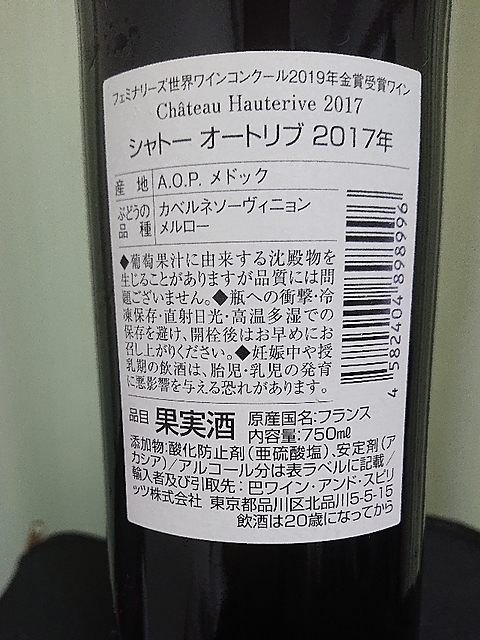 フェミナリーズ世界ワインコンクール2019年金賞受賞ワイン
Château Hauterive 2017
シャトー オートリブ 2017年
産 地 A.O.P. メドック
ぶどうの品種 カベルネソーヴィニョン
メルロー
◆葡萄果汁に由来する沈殿物を
生じることがありますが品質には問
題ございません。◆瓶への衝撃・冷
凍保存・直射日光・高温多湿での
保存を避け、開栓後はお早めにお
召し上がりください。◆妊娠中や授
乳期の飲酒は、胎児・乳児の発育
に悪影響を与える恐れがあります。
4 582404 898996
品目 果実酒 原産国名:フランス
内容量:750㎖
添加物:酸化防止剤(亜硫酸塩)、安定剤(ア
カシア)/アルコール分は表ラベルに記載/
輸入者及び引取先:巴ワイン・アンド・スピリ
ッツ株式会社 東京都品川区北品川5-5-15
飲酒は20歳になってから